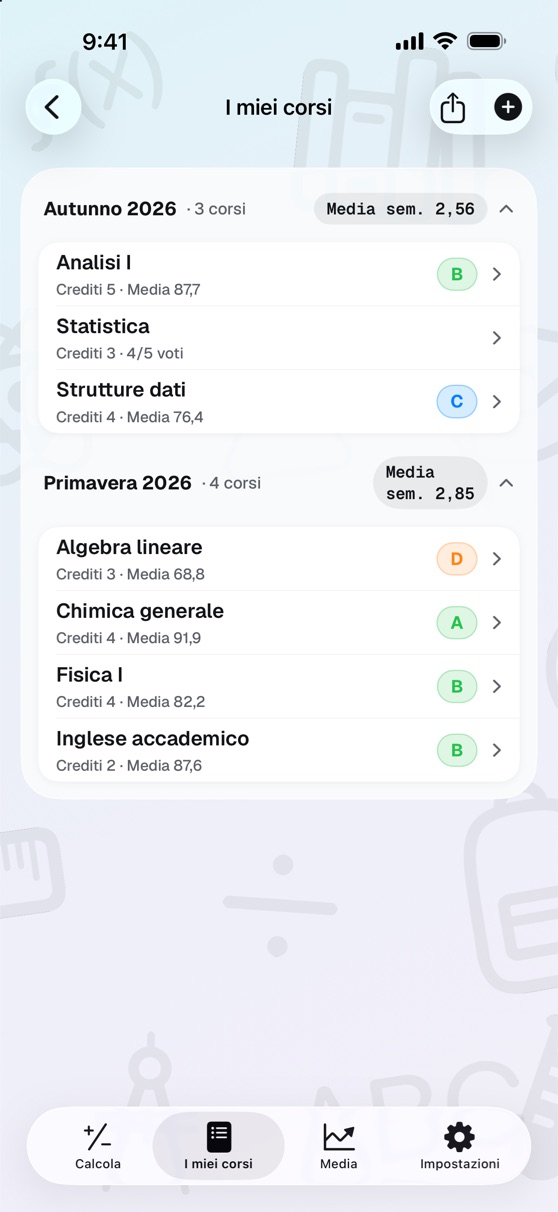 9:41
I miei corsi
Autunno 2026 · 3 corsi Media sem. 2,56
Analisi I
Crediti 5 · Media 87,7
B
Statistica
Crediti 3 · 4/5 voti
Strutture dati
Crediti 4 · Media 76,4
C
Primavera 2026 · 4 corsi
Media
sem. 2,85
Algebra lineare
Crediti 3 · Media 68,8
D
Chimica generale
Crediti 4 · Media 91,9
A
Fisica I
Crediti 4 · Media 82,2
B
Inglese accademico
Crediti 2 · Media 87,6
B
ABC
Calcola
I miei corsi
Media
Impostazioni